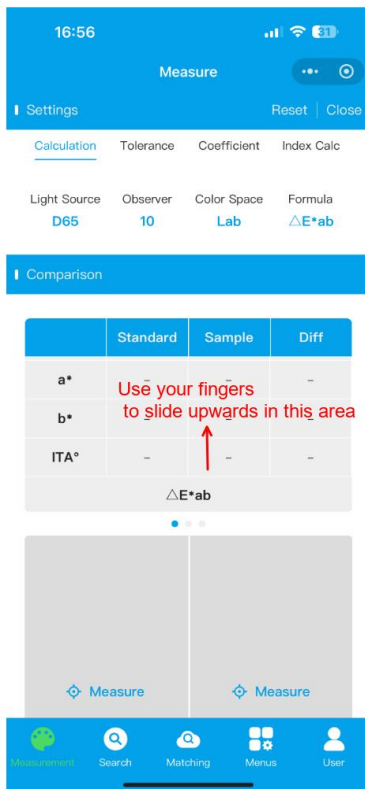 16:56
31
Measure
Settings
Reset | Close
Calculation Tolerance Coefficient Index Calc
Light Source Observer Color Space Formula
D65 10 Lab △E*ab
Comparison
Standard Sample Diff
a* - - -
Use your fingers
b* - - -
to slide upwards in this area
ITA° - - -
△E*ab
Measure Measure
Measurement Search Matching Menus User